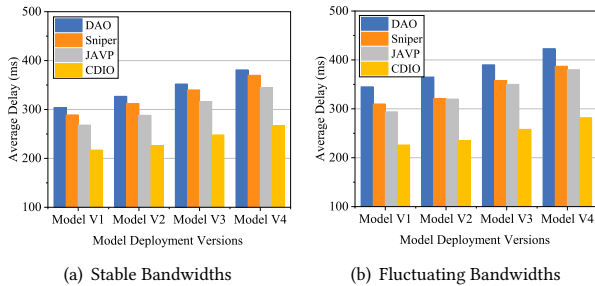 500
400
300
200
100
Average Delay (ms)
DAO
Sniper
JAVP
CDIO
Model V1 Model V2 Model V3 Model V4
Model Deployment Versions
(a) Stable Bandwidths
500
400
300
200
100
Average Delay (ms)
DAO
Sniper
JAVP
CDIO
Model V1 Model V2 Model V3 Model V4
Model Deployment Versions
(b) Fluctuating Bandwidths